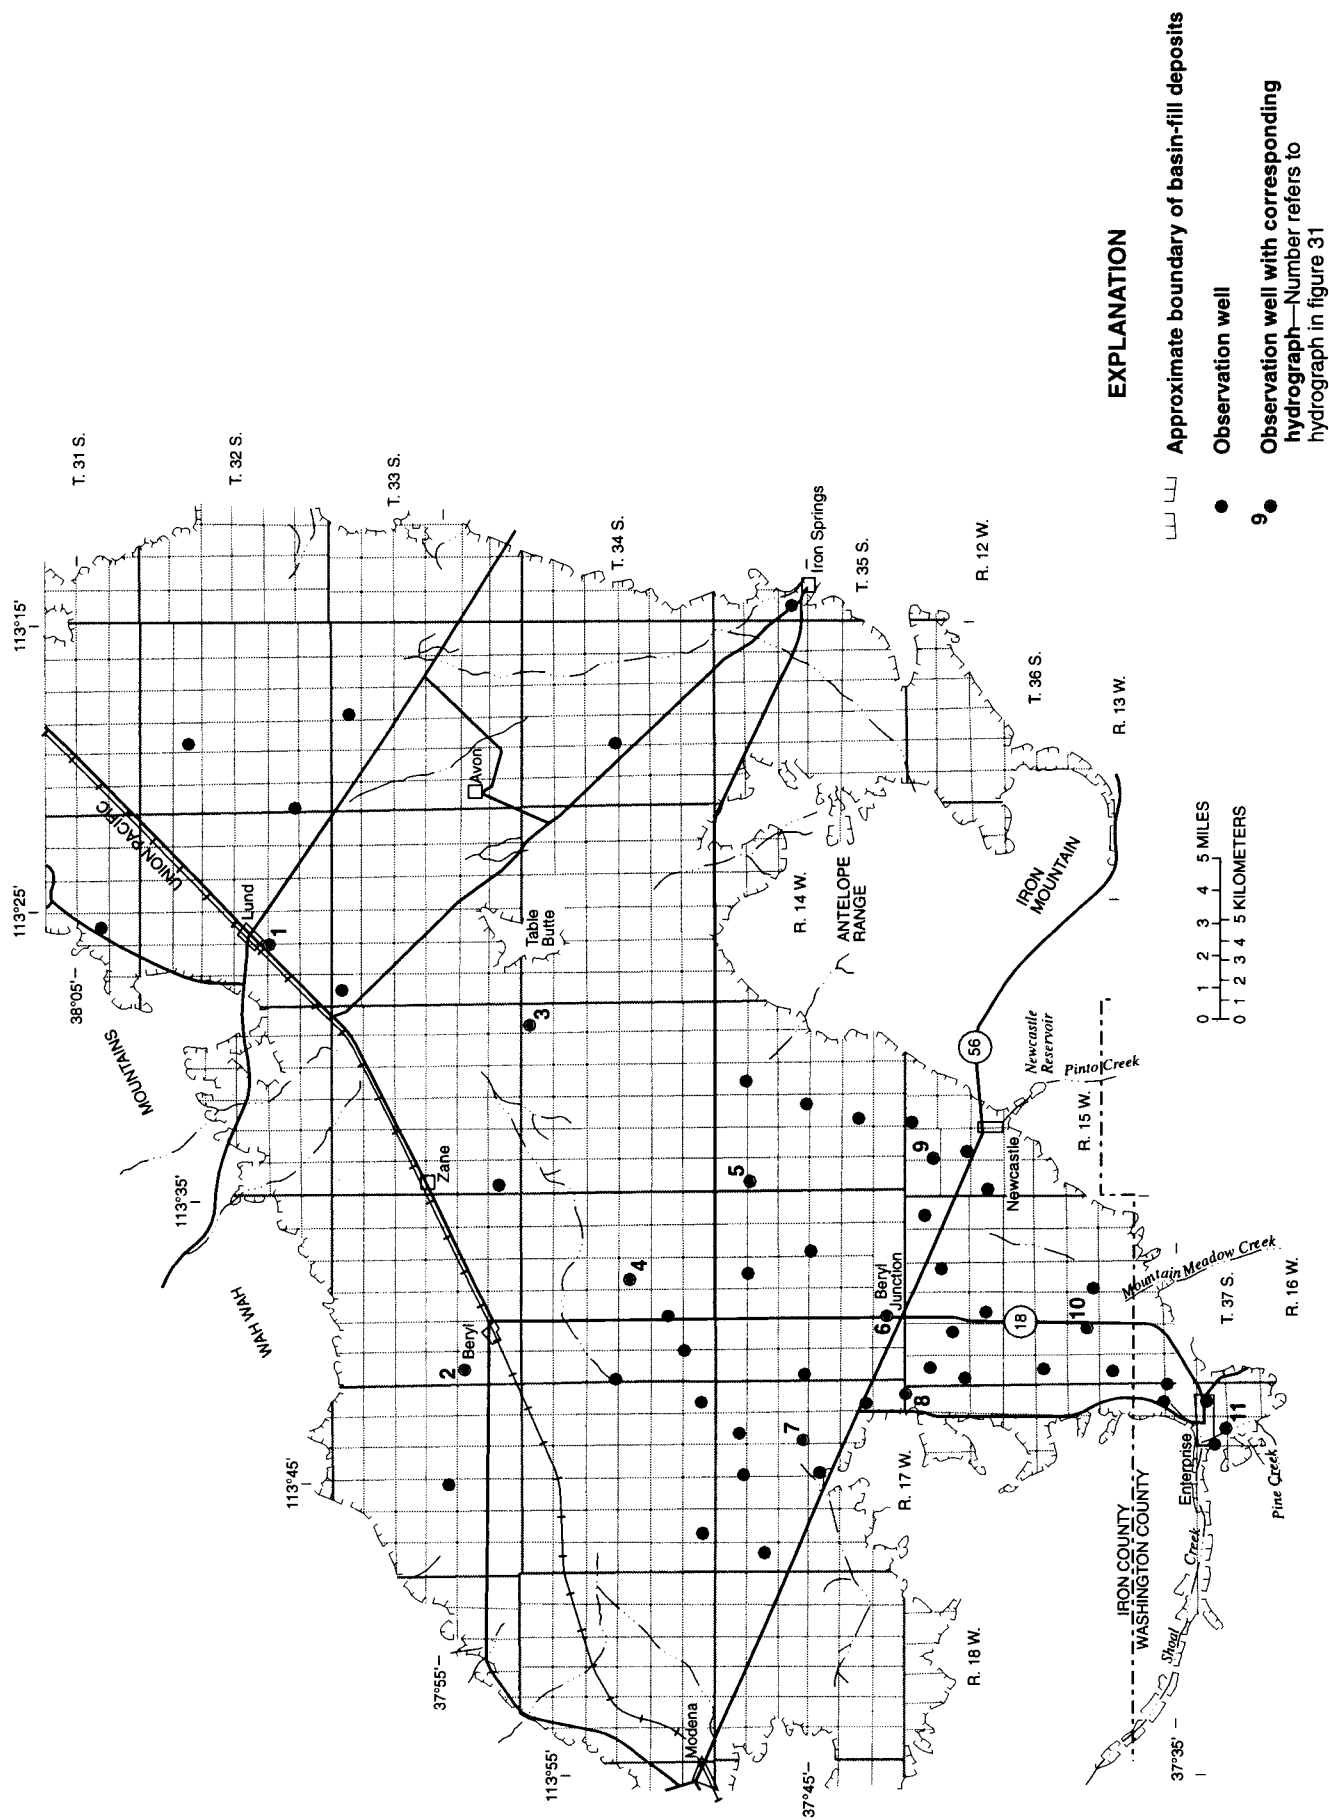 113°15'
T. 31 S.
T. 32 S.
T. 33 S.
T. 34 S.
Iron Springs
T. 35 S.
R. 12 W.
T. 36 S.
R. 13 W.
113°25'
UNION PACIFIC
Lund
1
Avon
Table
Butte
R. 14 W.
ANTELOPE
RANGE
IRON
MOUNTAIN
38°05'
MOUNTAINS
3
56
Newcastle
Reservoir
Pinto Creek
R. 15 W.
113°35'
Zane
5
9
Newcastle
WAH WAH
Beryl
2
4
6
Beryl
Junction
18
10
Mountain Meadow Creek
T. 37 S.
R. 16 W.
113°45'
7
8
R. 17 W.
11
Enterprise
Pine Creek
IRON COUNTY
WASHINGTON COUNTY
Shoal Creek
37°55'
R. 18 W.
Modena
113°55'
37°45'
37°35'
0 1 2 3 4 5 MILES
0 1 2 3 4 5 KILOMETERS
EXPLANATION
Approximate boundary of basin-fill deposits
Observation well
9
Observation well with corresponding
hydrograph—Number refers to
hydrograph in figure 31